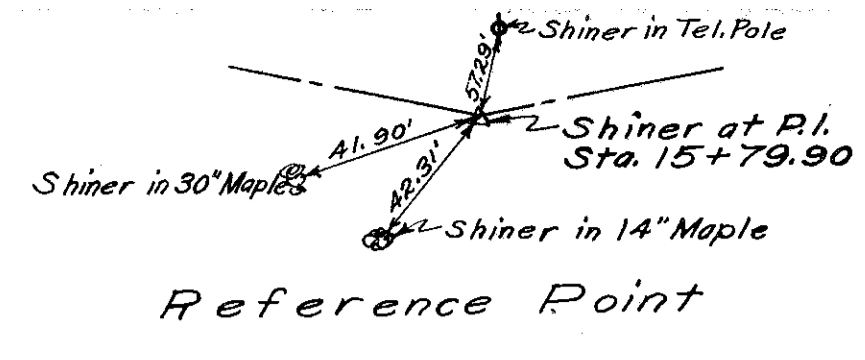 Shiner in Tel. Pole
57.29'
41.90'
Shiner at P.I.
Sta. 15+79.90
Shiner in 30" Maple
42.31'
Shiner in 14" Maple
Reference Point